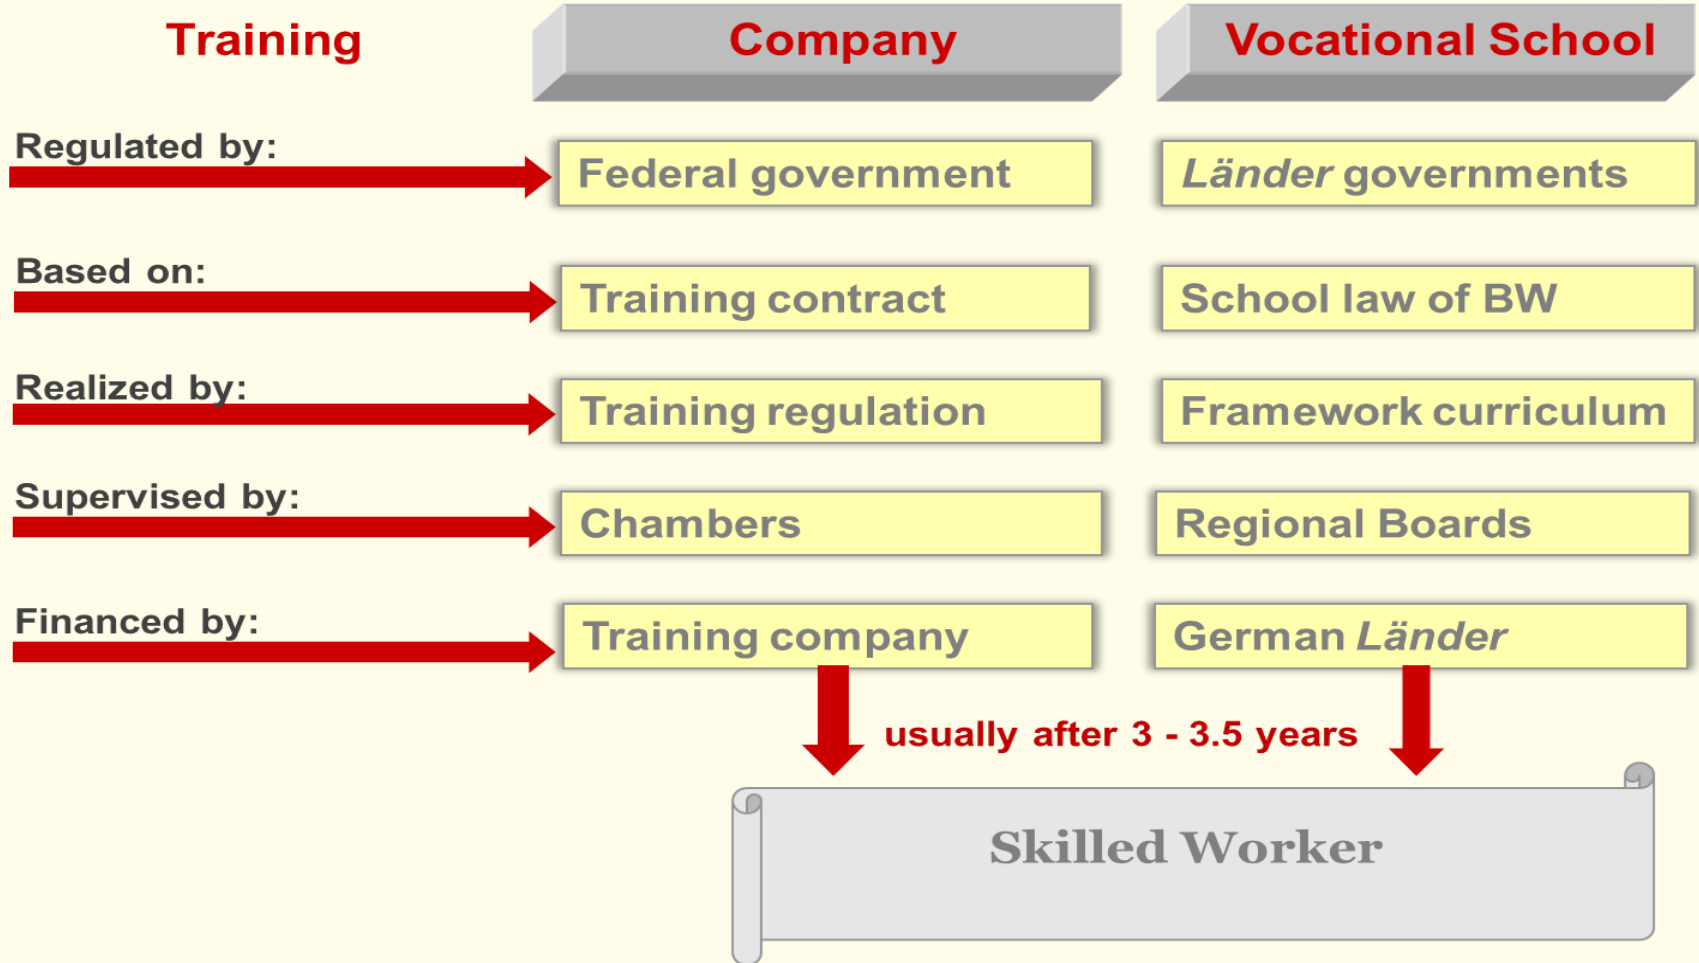 Training
Company
Vocational School
Regulated by:
Federal government
Länder governments
Based on:
Training contract
School law of BW
Realized by:
Training regulation
Framework curriculum
Supervised by:
Chambers
Regional Boards
Financed by:
Training company
German Länder
usually after 3 - 3.5 years
Skilled Worker